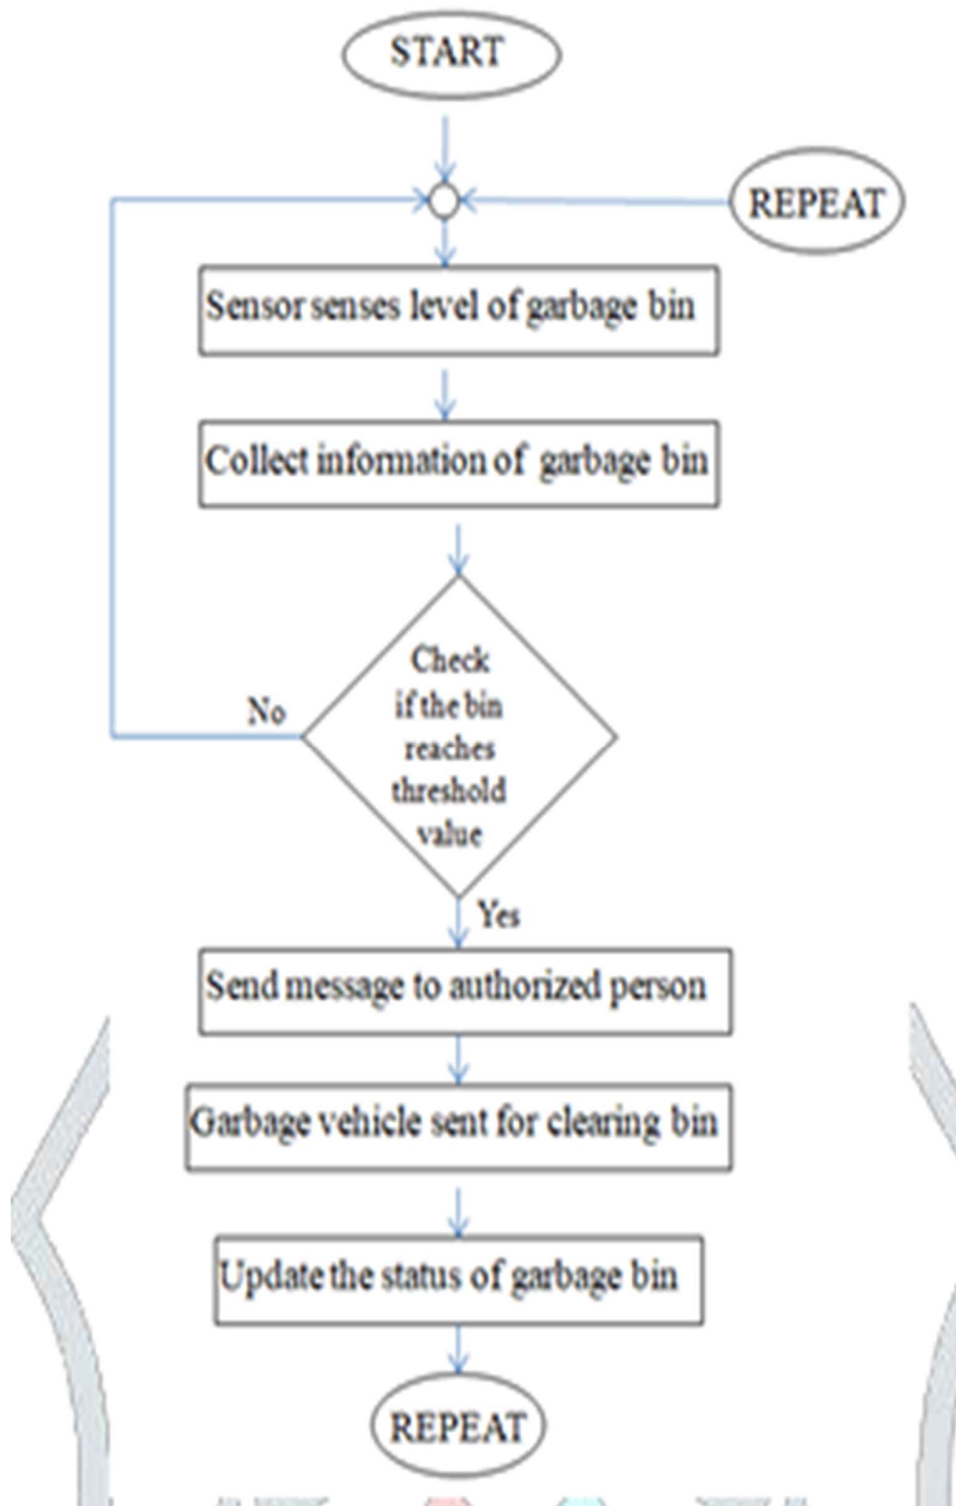 START
REPEAT
Sensor senses level of garbage bin
Collect information of garbage bin
Check
if the bin
reaches
threshold
value
No
Yes
Send message to authorized person
Garbage vehicle sent for clearing bin
Update the status of garbage bin
REPEAT